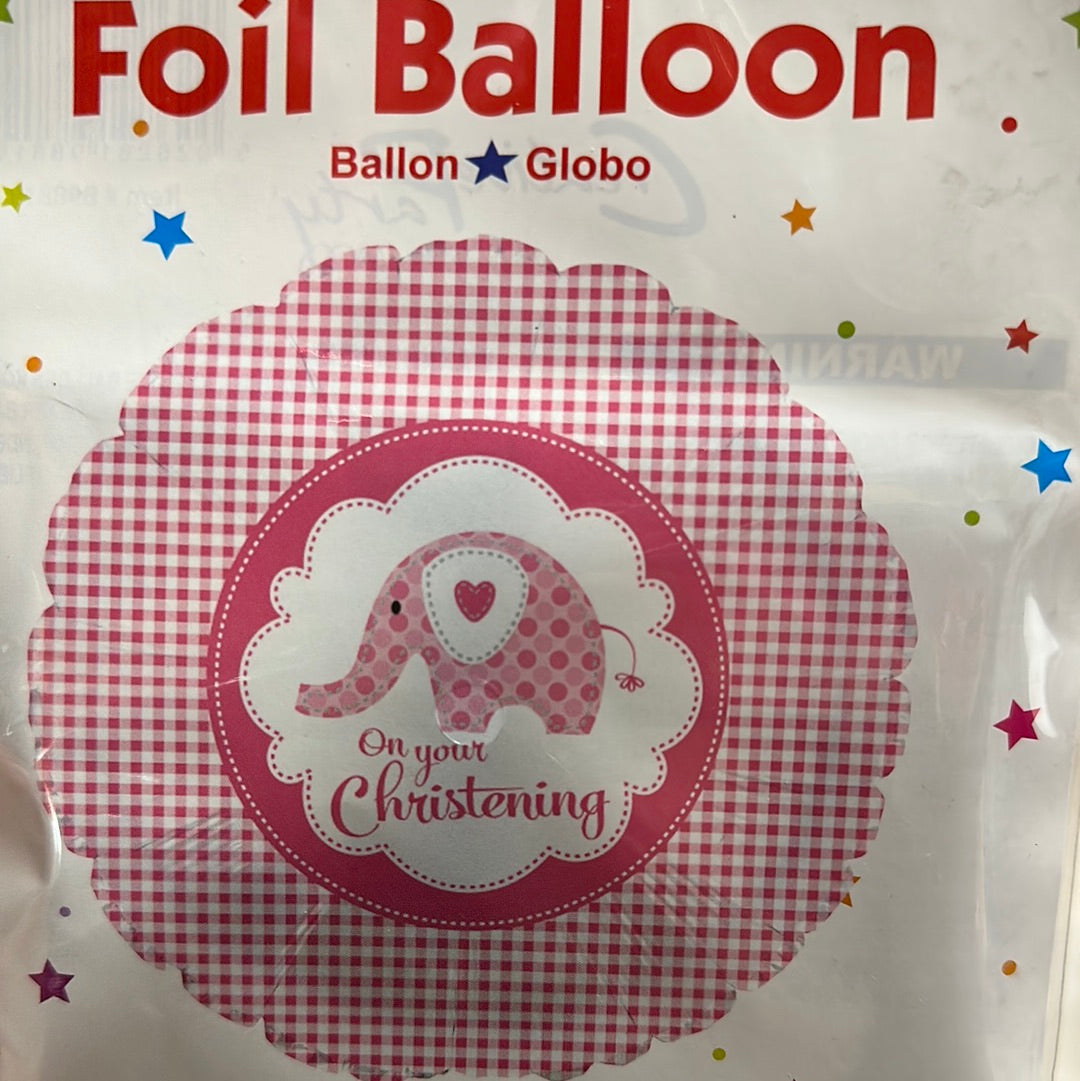 Foil Balloon
Ballon Globo
On your
Christening